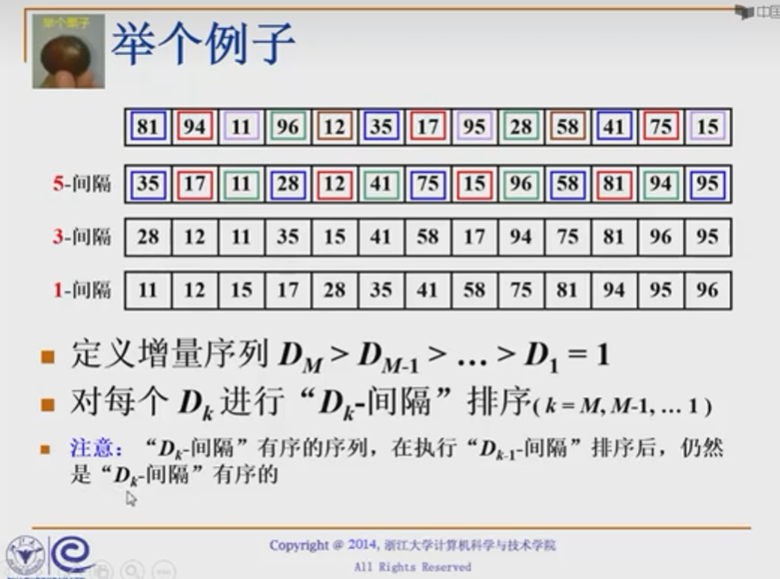 中国
举个栗子
举个例子
81 94 11 96 12 35 17 95 28 58 41 75 15
5-间隔 35 17 11 28 12 41 75 15 96 58 81 94 95
3-间隔 28 12 11 35 15 41 58 17 94 75 81 96 95
1-间隔 11 12 15 17 28 35 41 58 75 81 94 95 96
■ 定义增量序列 D_M > D_{M-1} > … > D_1 = 1
■ 对每个 D_k 进行“D_k-间隔”排序( k = M, M-1, … 1 )
■ 注意：“D_k-间隔”有序的序列，在执行“D_{k-1}-间隔”排序后，仍然
是“D_k-间隔”有序的
Copyright @ 2014, 浙江大学计算机科学与技术学院
All Rights Reserved